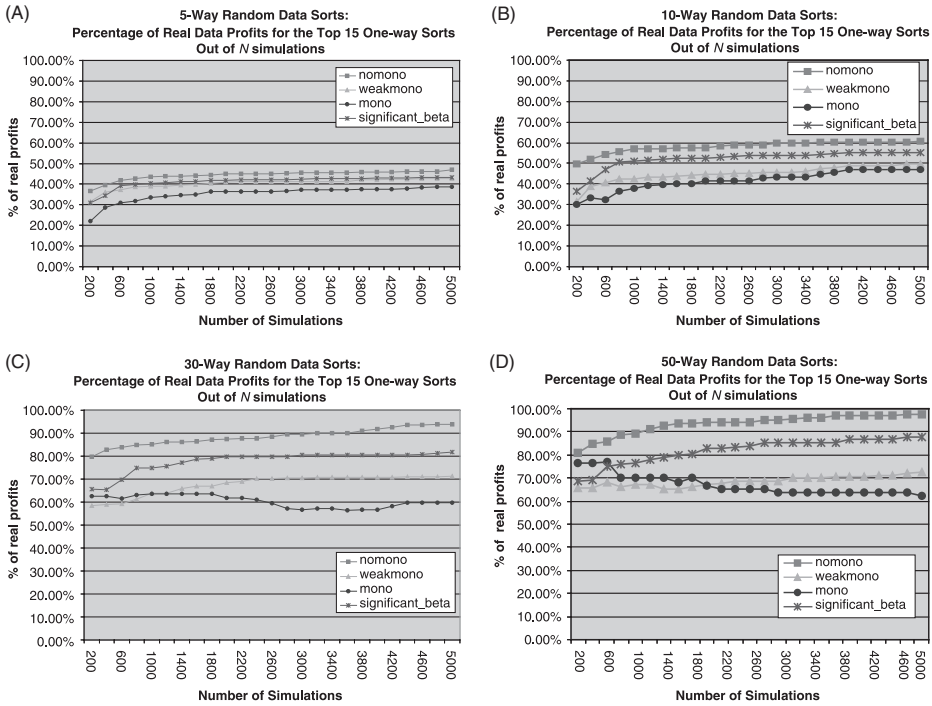 (A)
5-Way Random Data Sorts:
Percentage of Real Data Profits for the Top 15 One-way Sorts
Out of N simulations
100.00%
90.00%
80.00%
70.00%
60.00%
50.00%
40.00%
30.00%
20.00%
10.00%
0.00%
% of real profits
nomono
weakmono
mono
significant_beta
200
600
1000
1400
1800
2200
2600
3000
3400
3800
4200
4600
5000
Number of Simulations
(B)
10-Way Random Data Sorts:
Percentage of Real Data Profits for the Top 15 One-way Sorts
Out of N simulations
100.00%
90.00%
80.00%
70.00%
60.00%
50.00%
40.00%
30.00%
20.00%
10.00%
0.00%
% of real profits
nomono
weakmono
mono
significant_beta
200
600
1000
1400
1800
2200
2600
3000
3400
3800
4200
4600
5000
Number of Simulations
(C)
30-Way Random Data Sorts:
Percentage of Real Data Profits for the Top 15 One-way Sorts
Out of N simulations
100.00%
90.00%
80.00%
70.00%
60.00%
50.00%
40.00%
30.00%
20.00%
10.00%
0.00%
% of real profits
nomono
weakmono
mono
significant_beta
200
600
1000
1400
1800
2200
2600
3000
3400
3800
4200
4600
5000
Number of Simulations
(D)
50-Way Random Data Sorts:
Percentage of Real Data Profits for the Top 15 One-way Sorts
Out of N simulations
100.00%
90.00%
80.00%
70.00%
60.00%
50.00%
40.00%
30.00%
20.00%
10.00%
0.00%
% of real profits
nomono
weakmono
mono
significant_beta
200
600
1000
1400
1800
2200
2600
3000
3400
3800
4200
4600
5000
Number of Simulations